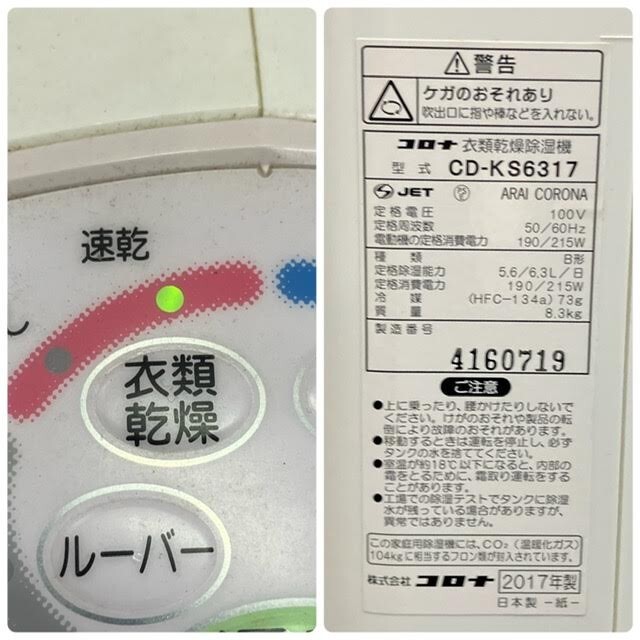 速乾
衣類
乾燥
ルーバー
警告
ケガのおそれあり
吹出口に指や棒などを入れない。
コロナ 衣類乾燥除湿機
型式 CD-KS6317
JET ARAI CORONA
定格電圧 100V
定格周波数 50/60Hz
電動機の定格消費電力 190/215W
種類 B形
定格除湿能力 5.6/6.3L/日
定格消費電力 190/215W
冷媒 (HFC-134a) 73g
質量 8.3kg
製造番号
4160719
ご注意
●上に乗ったり、腰かけたりしないで
ください。けがのおそれや製品の転
倒により故障のおそれがあります。
●移動するときは運転を停止し、必ず
タンクの水を捨ててください。
●室温が約18℃以下になると、内部の
霜をとるために、霜取り運転をする
ことがあります。
●工場での除湿テストでタンクに除湿
水が残っている場合がありますが、
異常ではありません。
この家庭用除湿機には、CO₂(温暖化ガス)
104kgに相当するフロン類が封入されています。
株式会社 コロナ 2017年製
日本製 -紙-